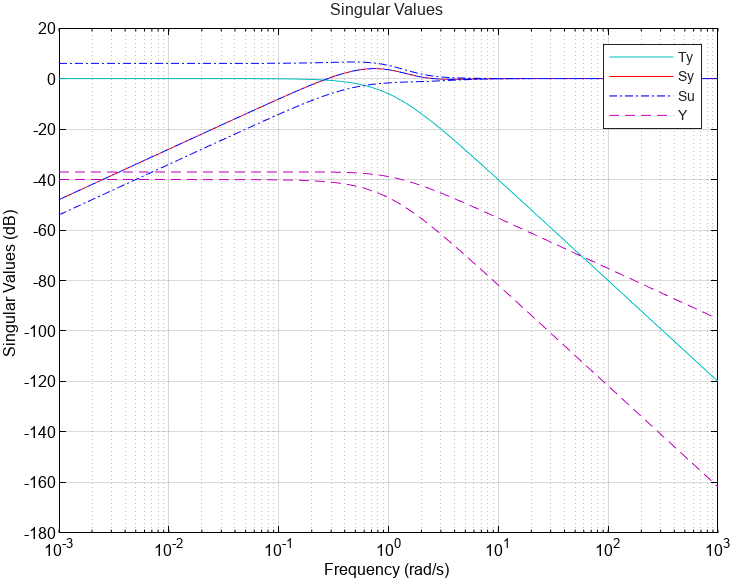 Singular Values
Singular Values (dB)
20
0
-20
-40
-60
-80
-100
-120
-140
-160
-180
Ty
Sy
Su
Y
10^-3 10^-2 10^-1 10^0 10^1 10^2 10^3
Frequency (rad/s)